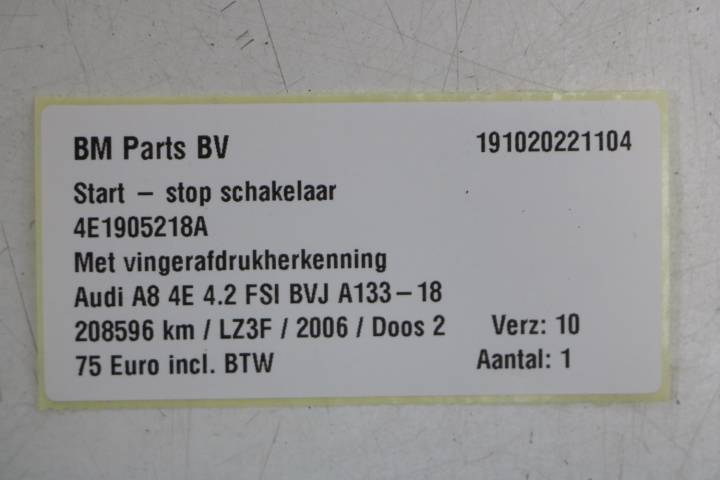 BM Parts BV 191020221104
Start – stop schakelaar
4E1905218A
Met vingerafdrukherkenning
Audi A8 4E 4.2 FSI BVJ A133–18
208596 km / LZ3F / 2006 / Doos 2 Verz: 10
75 Euro incl. BTW Aantal: 1